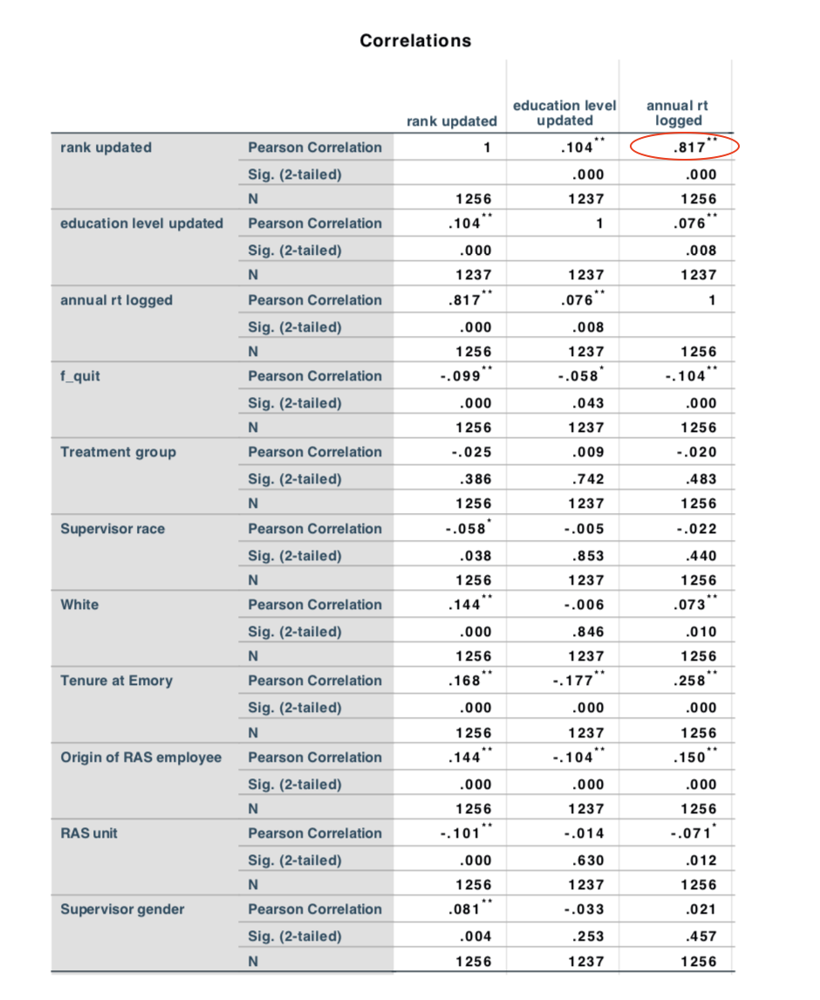 Correlations
rank updated education level updated annual rt logged
rank updated Pearson Correlation 1 .104** .817**
Sig. (2-tailed) .000 .000
N 1256 1237 1256
education level updated Pearson Correlation .104** 1 .076**
Sig. (2-tailed) .000 .008
N 1237 1237 1237
annual rt logged Pearson Correlation .817** .076** 1
Sig. (2-tailed) .000 .008
N 1256 1237 1256
f_quit Pearson Correlation -.099** -.058* -.104**
Sig. (2-tailed) .000 .043 .000
N 1256 1237 1256
Treatment group Pearson Correlation -.025 .009 -.020
Sig. (2-tailed) .386 .742 .483
N 1256 1237 1256
Supervisor race Pearson Correlation -.058* -.005 -.022
Sig. (2-tailed) .038 .853 .440
N 1256 1237 1256
White Pearson Correlation .144** -.006 .073**
Sig. (2-tailed) .000 .846 .010
N 1256 1237 1256
Tenure at Emory Pearson Correlation .168** -.177** .258**
Sig. (2-tailed) .000 .000 .000
N 1256 1237 1256
Origin of RAS employee Pearson Correlation .144** -.104** .150**
Sig. (2-tailed) .000 .000 .000
N 1256 1237 1256
RAS unit Pearson Correlation -.101** -.014 -.071*
Sig. (2-tailed) .000 .630 .012
N 1256 1237 1256
Supervisor gender Pearson Correlation .081** -.033 .021
Sig. (2-tailed) .004 .253 .457
N 1256 1237 1256